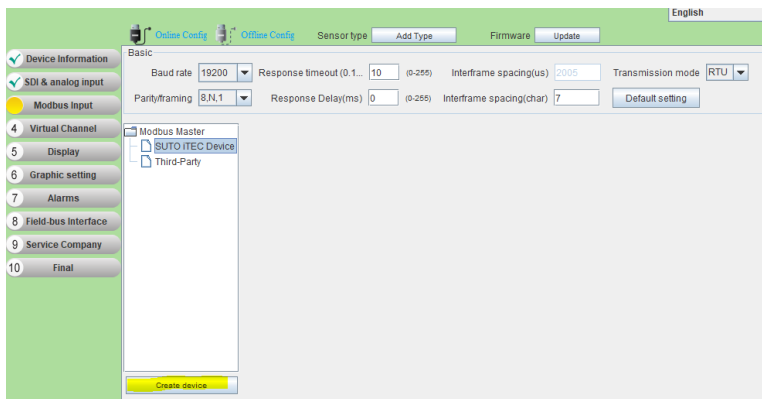 English
Online Config Offline Config Sensor type Add Type Firmware Update
Device Information
SDI & analog input
Modbus Input
4 Virtual Channel
5 Display
6 Graphic setting
7 Alarms
8 Field-bus Interface
9 Service Company
10 Final
Basic
Baud rate 19200 Response timeout (0.1... 10 (0-255) Interframe spacing(us) 2005 Transmission mode RTU
Parity/framing 8,N,1 Response Delay(ms) 0 (0-255) Interframe spacing(char) 7 Default setting
Modbus Master
SUTO iTEC Device
Third-Party
Create device